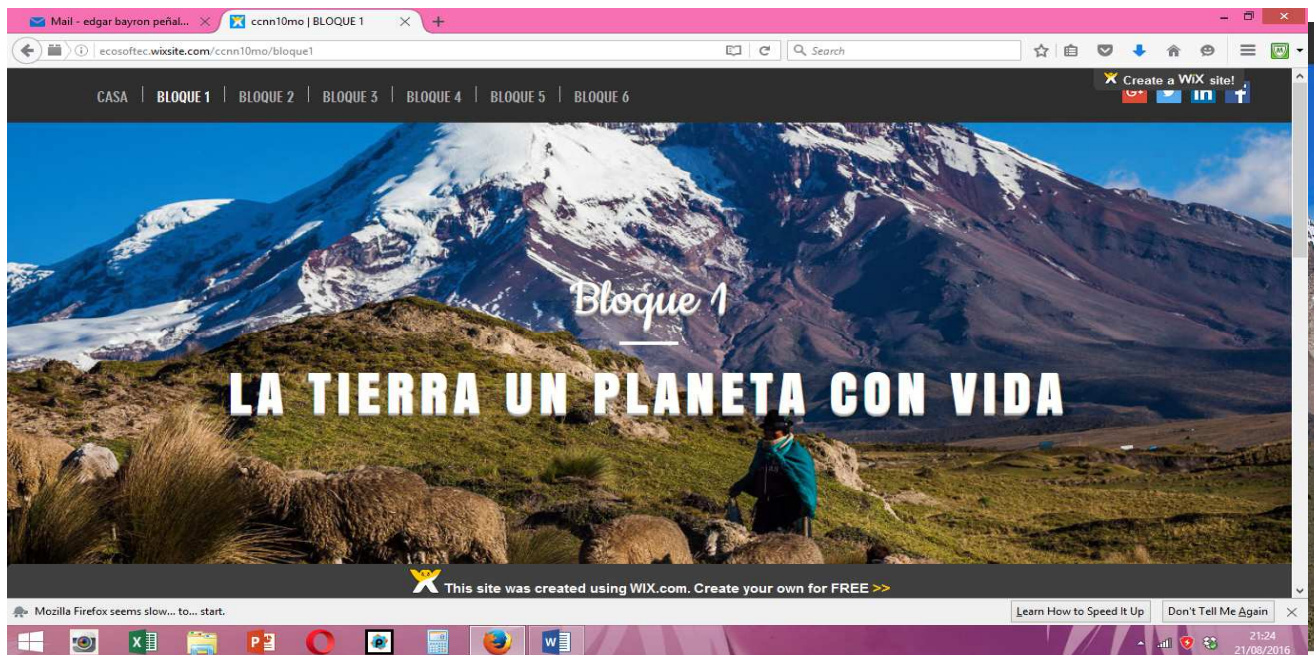 Mail - edgar bayron peñal...
ccnn10mo | BLOQUE 1
ecosoftec.wixsite.com/ccnn10mo/bloque1
Search
Create a WiX site!
CASA | BLOQUE 1 | BLOQUE 2 | BLOQUE 3 | BLOQUE 4 | BLOQUE 5 | BLOQUE 6
G+ in f
Bloque 1
LA TIERRA UN PLANETA CON VIDA
This site was created using WIX.com. Create your own for FREE >>
Mozilla Firefox seems slow... to... start.
Learn How to Speed It Up
Don't Tell Me Again
21:24
21/08/2016